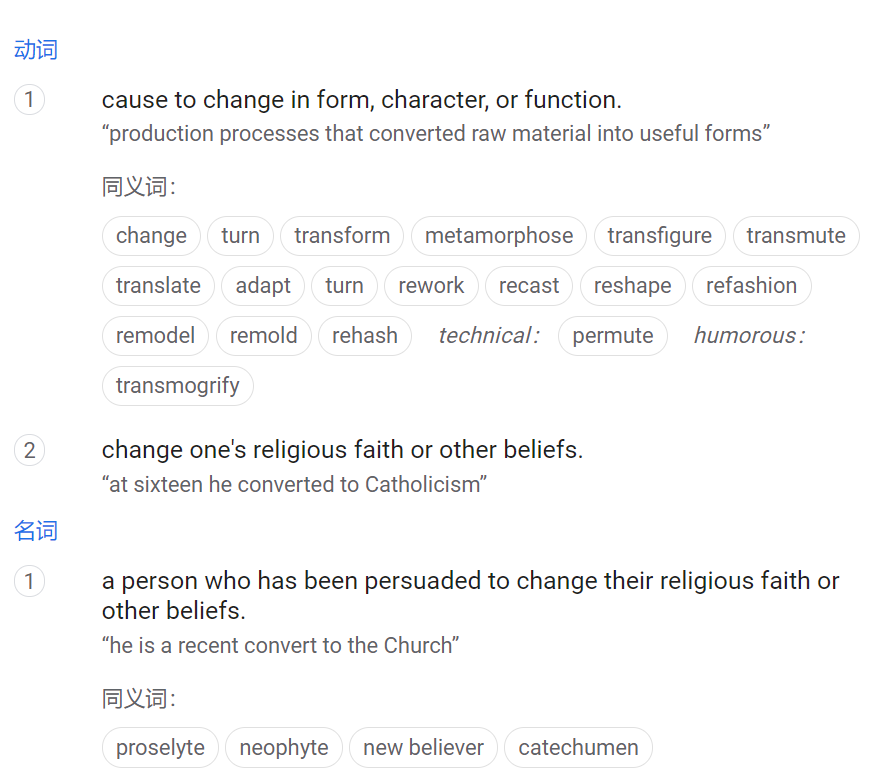 动词
1 cause to change in form, character, or function.
“production processes that converted raw material into useful forms”
同义词：
change turn transform metamorphose transfigure transmute
translate adapt turn rework recast reshape refashion
remodel remold rehash technical： permute humorous：
transmogrify
2 change one's religious faith or other beliefs.
“at sixteen he converted to Catholicism”
名词
1 a person who has been persuaded to change their religious faith or
other beliefs.
“he is a recent convert to the Church”
同义词：
proselyte neophyte new believer catechumen